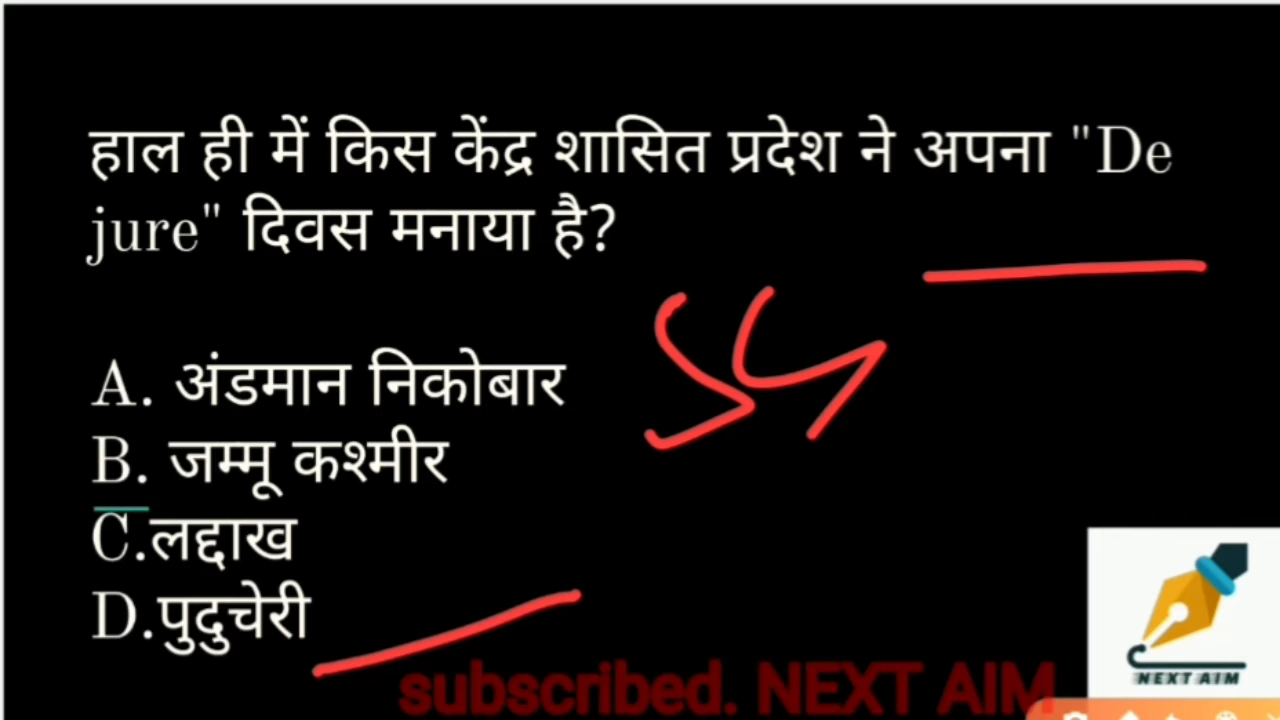 हाल ही में किस केंद्र शासित प्रदेश ने अपना "De
jure" दिवस मनाया है?
A. अंडमान निकोबार
B. जम्मू कश्मीर
C.लद्दाख
D.पुदुचेरी
subscribed. NEXT AIM
NEXT AIM